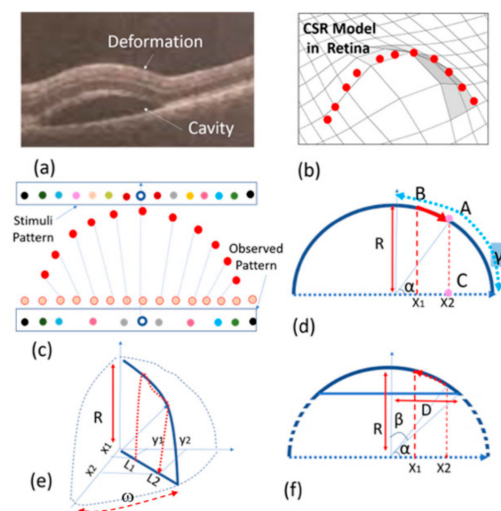 Deformation
Cavity
(a)
CSR Model
in Retina
(b)
Stimuli
Pattern
Observed
Pattern
(c)
B
A
R
γ
α
C
X1
X2
(d)
R
x1
x2
y1
y2
L1
L2
ω
(e)
R
β
α
D
X1
X2
(f)